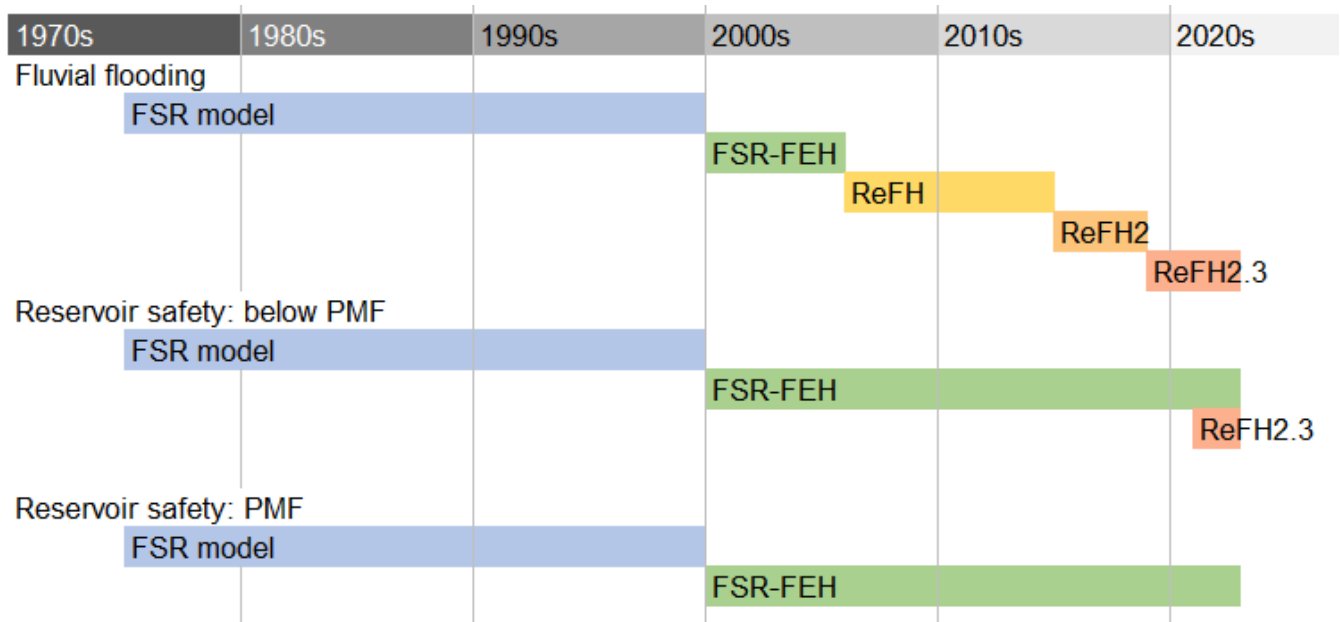 1970s 1980s 1990s 2000s 2010s 2020s
Fluvial flooding
FSR model
FSR-FEH
ReFH
ReFH2
ReFH2.3
Reservoir safety: below PMF
FSR model
FSR-FEH
ReFH2.3
Reservoir safety: PMF
FSR model
FSR-FEH